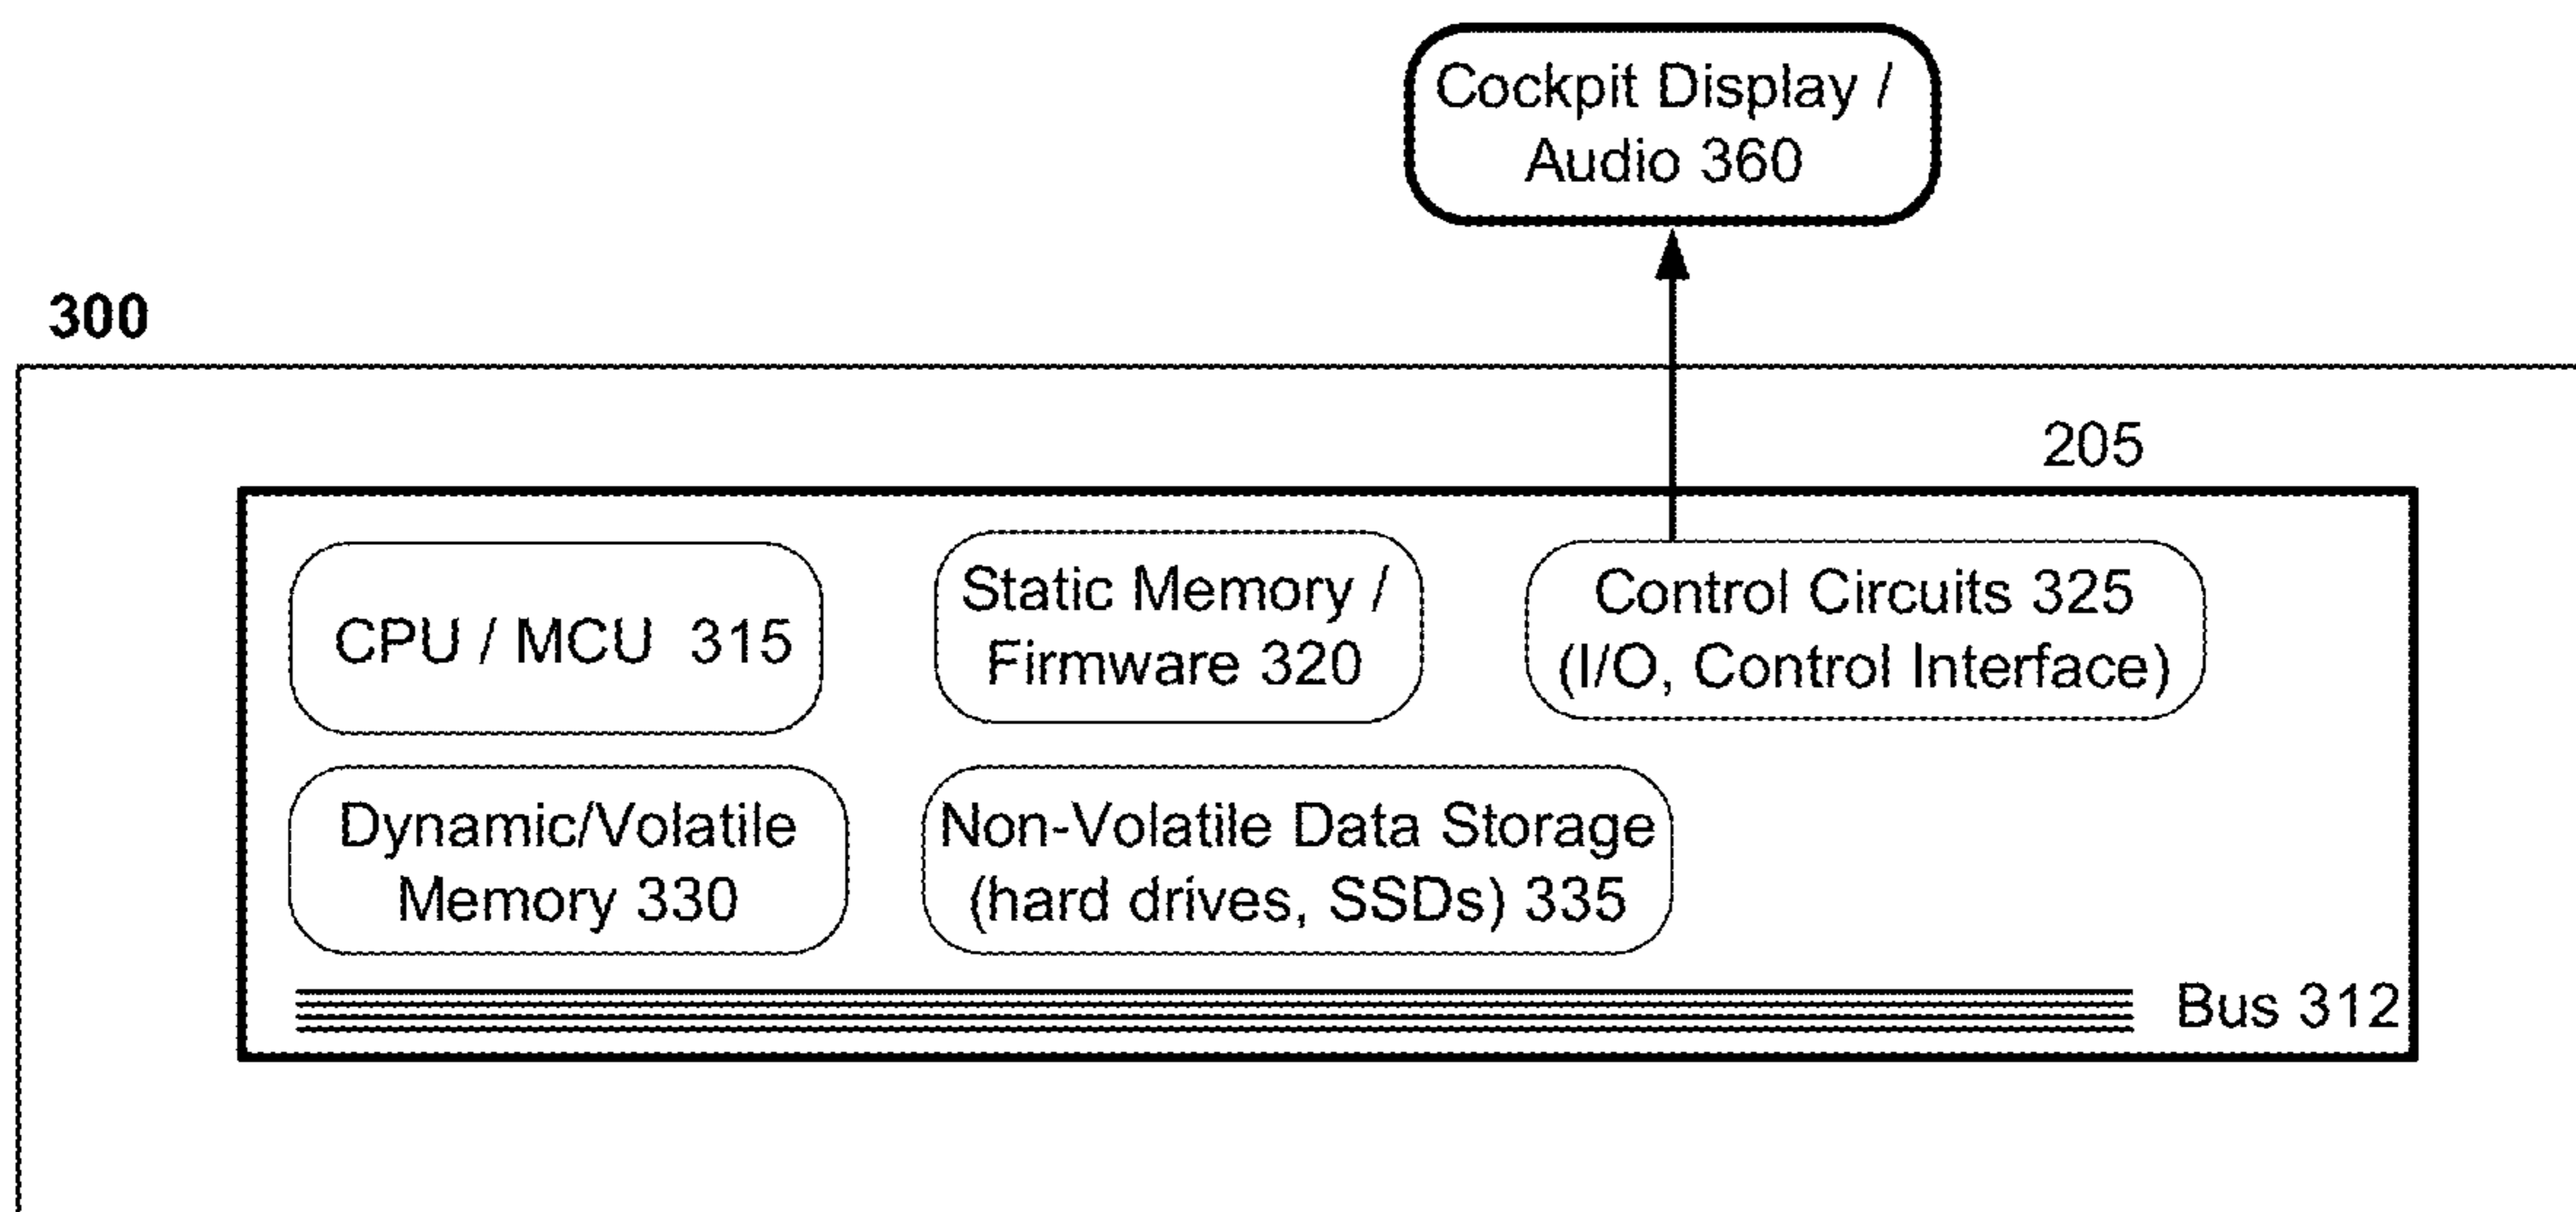 Cockpit Display /
Audio 360
300
205
CPU / MCU 315
Static Memory /
Firmware 320
Control Circuits 325
(I/O, Control Interface)
Dynamic/Volatile
Memory 330
Non-Volatile Data Storage
(hard drives, SSDs) 335
Bus 312